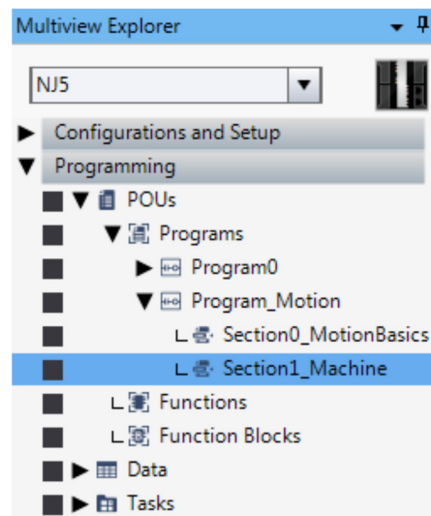 Multiview Explorer
NJ5
Configurations and Setup
Programming
POUs
Programs
Program0
Program_Motion
Section0_MotionBasics
Section1_Machine
Functions
Function Blocks
Data
Tasks